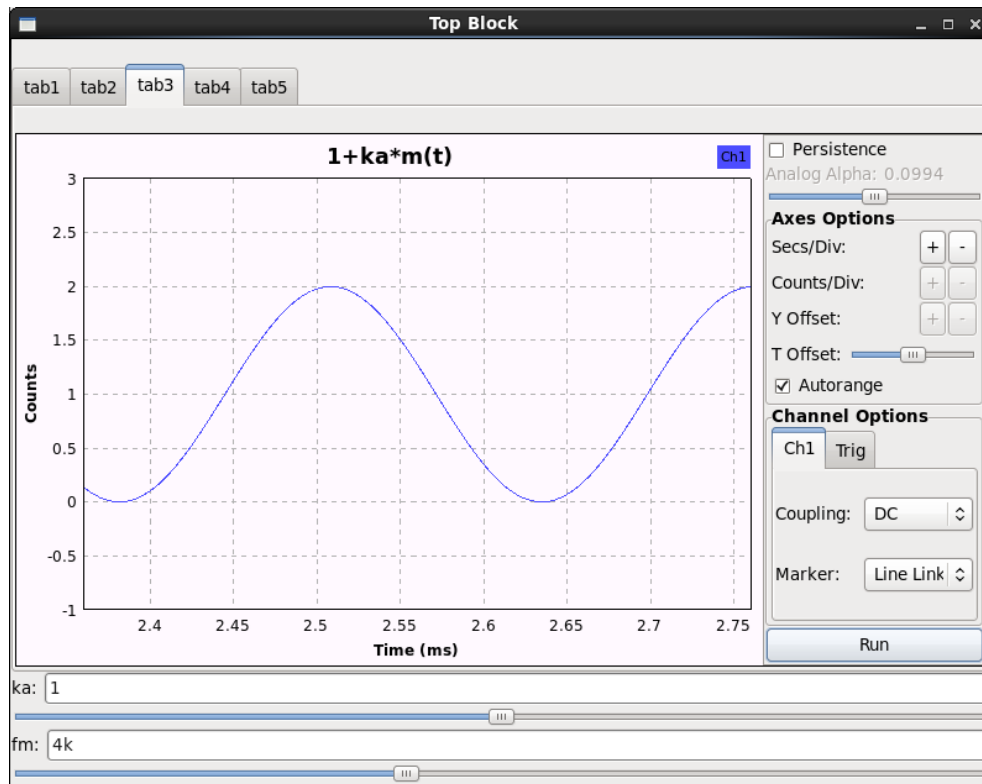 Top Block
tab1 tab2 tab3 tab4 tab5
1+ka*m(t)
Ch1
3
2.5
2
1.5
1
0.5
0
-0.5
-1
Counts
2.4 2.45 2.5 2.55 2.6 2.65 2.7 2.75
Time (ms)
Persistence
Analog Alpha: 0.0994
Axes Options
Secs/Div: + -
Counts/Div: + -
Y Offset: + -
T Offset:
Autorange
Channel Options
Ch1 Trig
Coupling: DC
Marker: Line Link
Run
ka: 1
fm: 4k